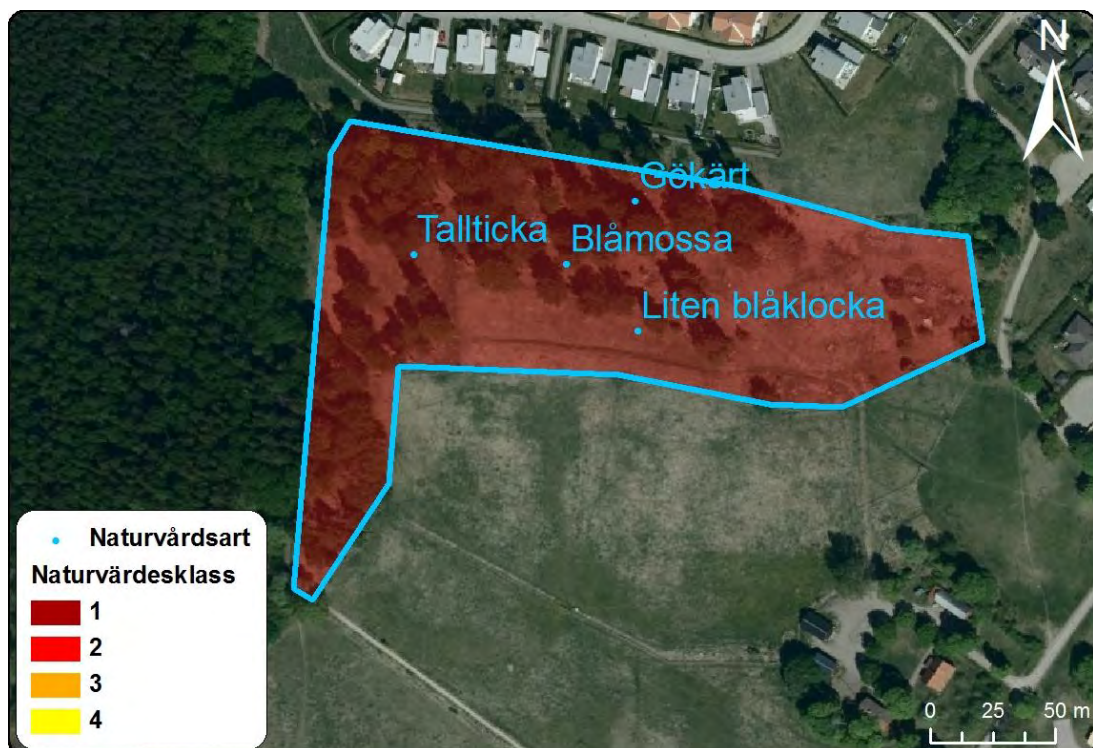 N
Gökärt
Tallticka
Blåmossa
Liten blåklocka
Naturvårdsart
Naturvärdesklass
1
2
3
4
0 25 50 m